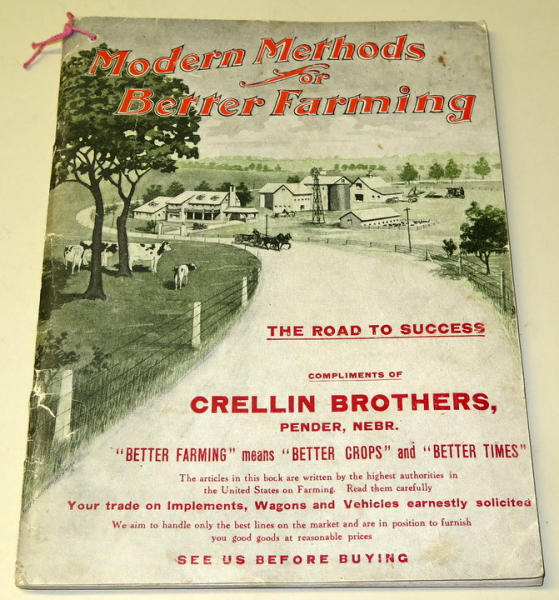 Modern Methods
or
Better Farming
THE ROAD TO SUCCESS
COMPLIMENTS OF
CRELLIN BROTHERS,
PENDER, NEBR.
"BETTER FARMING" means "BETTER CROPS" and "BETTER TIMES"
The articles in this book are written by the highest authorities in
the United States on Farming. Read them carefully
Your trade on Implements, Wagons and Vehicles earnestly solicited
We aim to handle only the best lines on the market and are in position to furnish
you good goods at reasonable prices
SEE US BEFORE BUYING